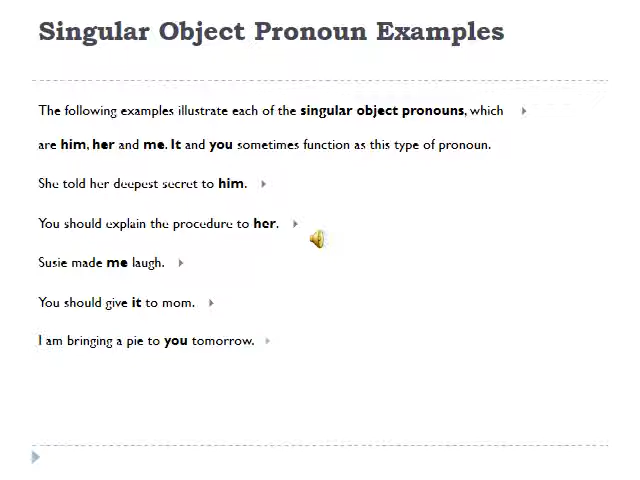 Singular Object Pronoun Examples
The following examples illustrate each of the singular object pronouns, which
are him, her and me. It and you sometimes function as this type of pronoun.
She told her deepest secret to him.
You should explain the procedure to her.
Susie made me laugh.
You should give it to mom.
I am bringing a pie to you tomorrow.